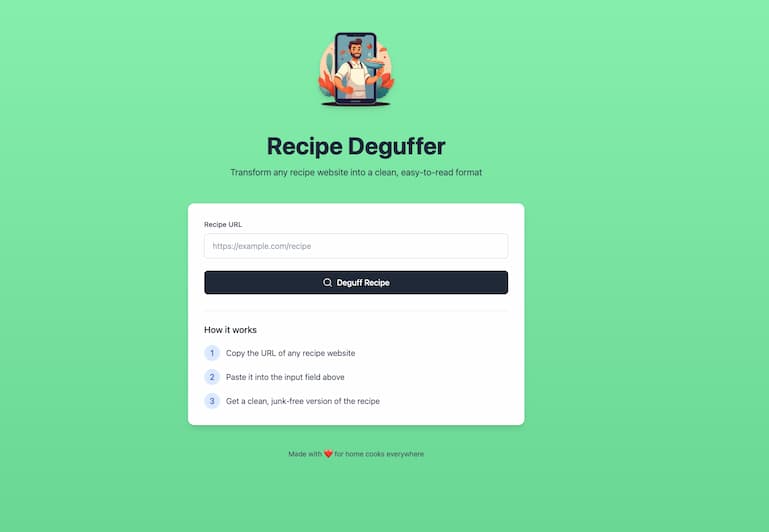 Recipe Deguffer
Transform any recipe website into a clean, easy-to-read format
Recipe URL
https://example.com/recipe
Deguff Recipe
How it works
1 Copy the URL of any recipe website
2 Paste it into the input field above
3 Get a clean, junk-free version of the recipe
Made with ❤️ for home cooks everywhere